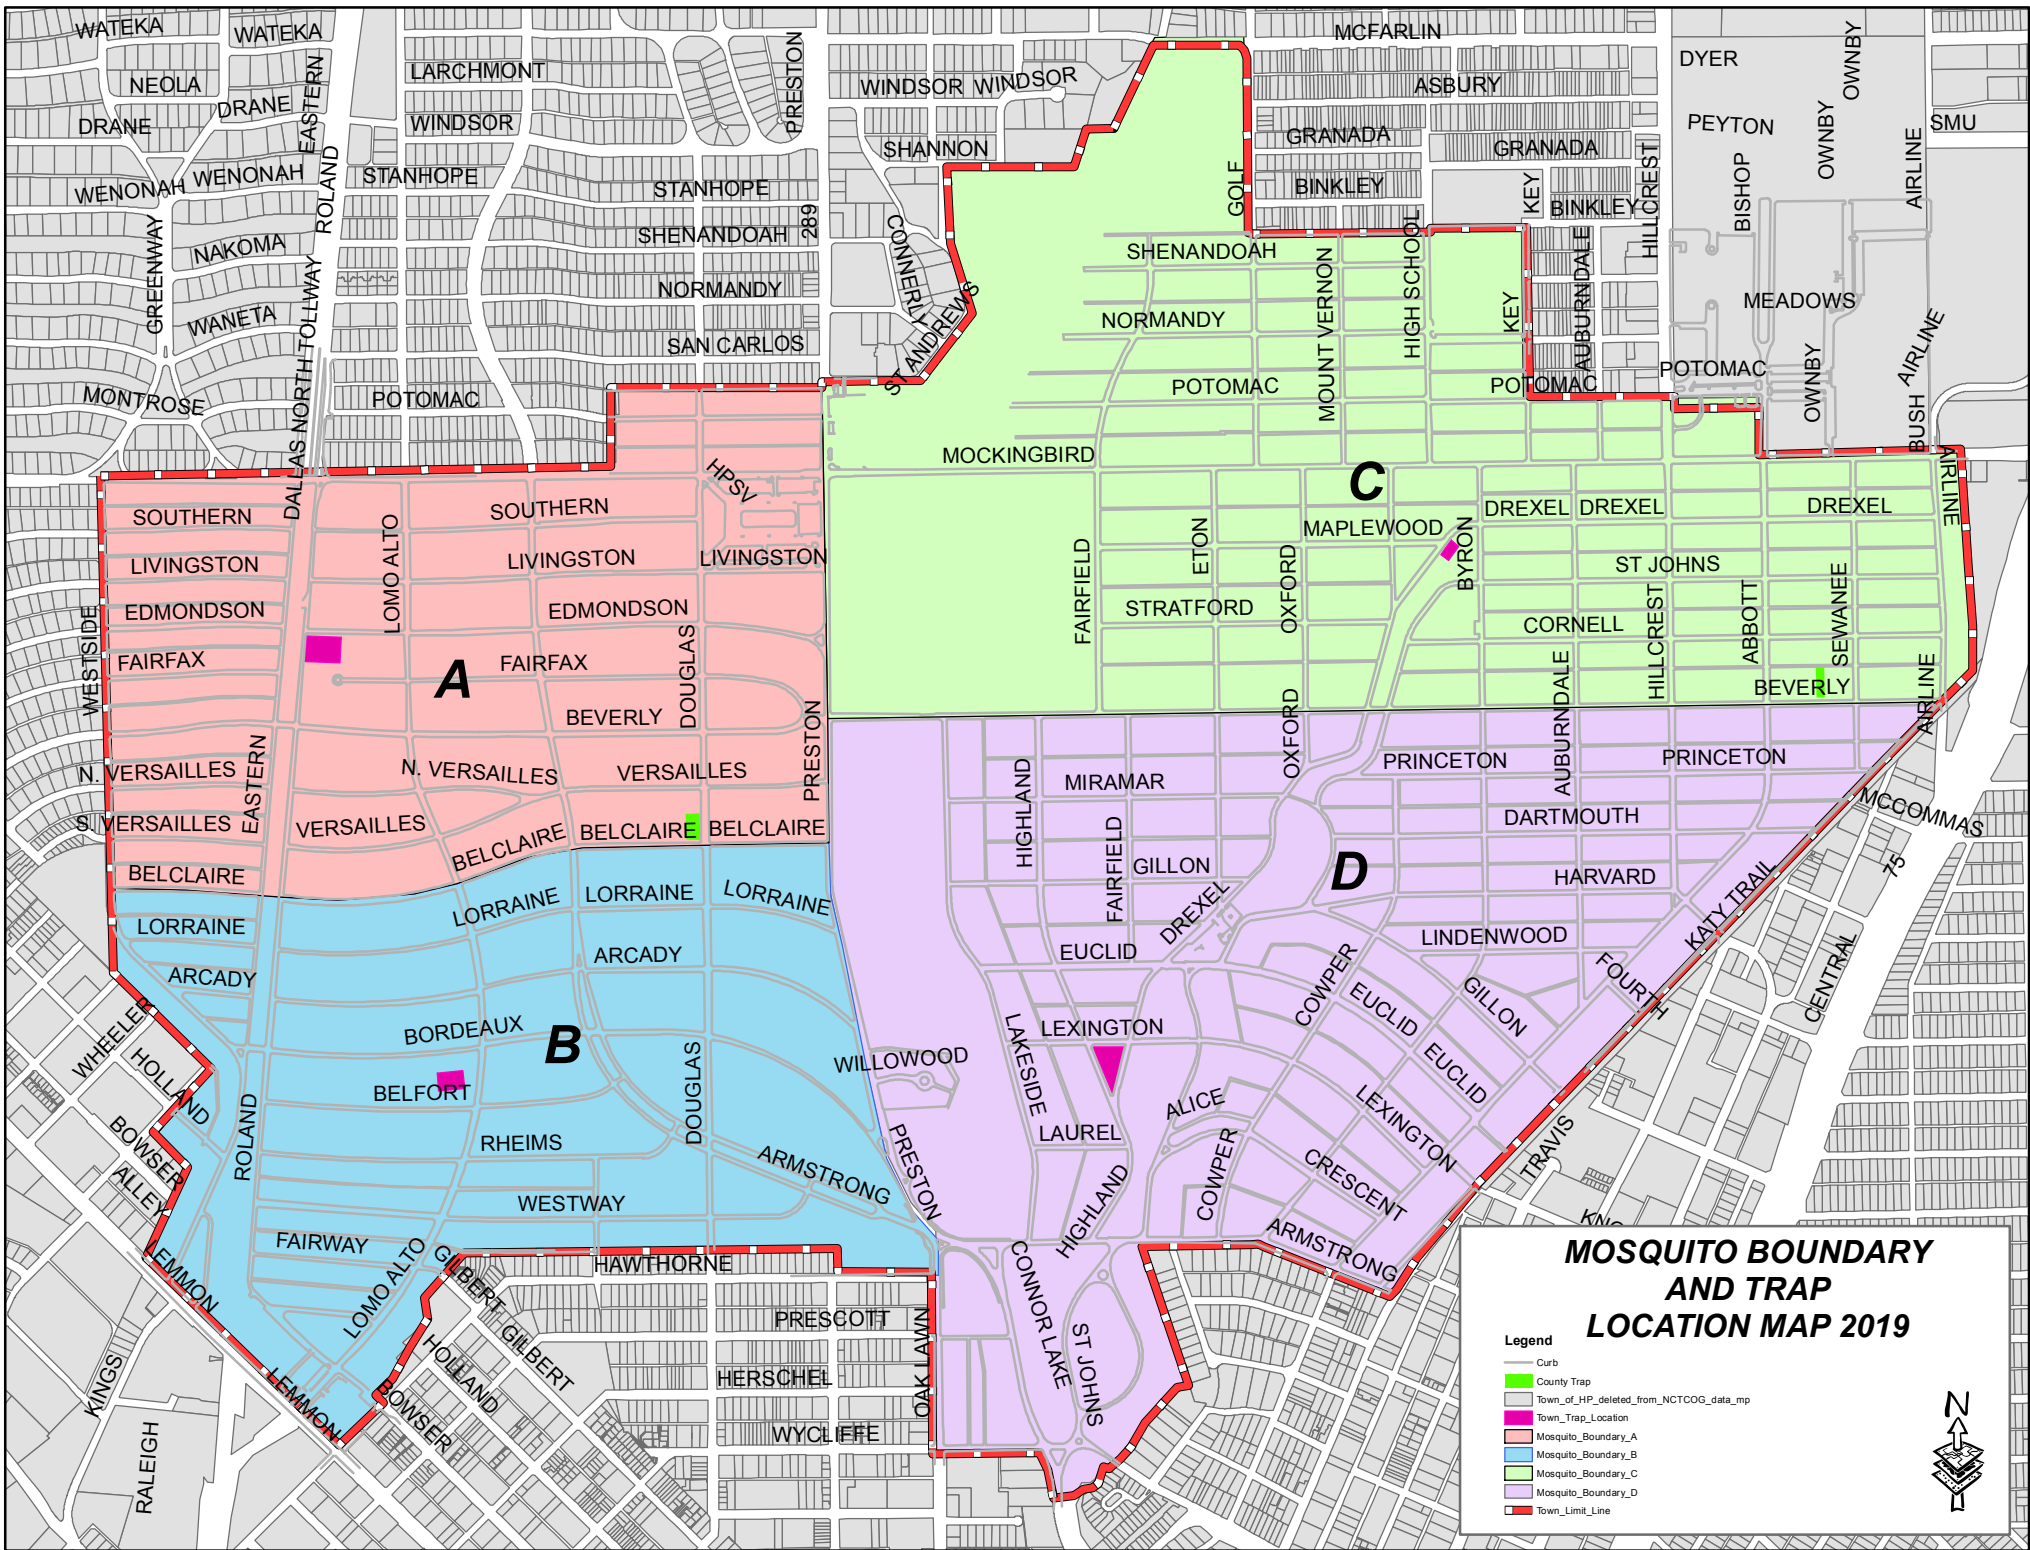 WATEKA
WATEKA
NEOLA
DRANE
DRANE
EASTERN
LARCHMONT
WINDSOR
PRESTON
WINDSOR
WINDSOR
SHANNON
MCFARLIN
ASBURY
GRANADA
GRANADA
BINKLEY
KEY
BINKLEY
HILLCREST
DYER
OWNBY
PEYTON
OWNBY
SMU
BISHOP
AIRLINE
WENONAH
WENONAH
ROLAND
STANHOPE
STANHOPE
SHENANDOAH
289
CONNERLY
GOLF
NAKOMA
GREENWAY
WANETA
NORMANDY
SAN CARLOS
ST ANDREWS
SHENANDOAH
NORMANDY
MOUNT VERNON
HIGH SCHOOL
KEY
AUBURNDALE
MEADOWS
POTOMAC
POTOMAC
POTOMAC
OWNBY
AIRLINE
BUSH
MONTROSE
DALLAS NORTH TOLLWAY
POTOMAC
MOCKINGBIRD
C
AIRLINE
HPSV
SOUTHERN
SOUTHERN
LIVINGSTON
LIVINGSTON
LIVINGSTON
LOMO ALTO
EDMONDSON
EDMONDSON
WESTSIDE
FAIRFAX
FAIRFAX
A
DOUGLAS
BEVERLY
PRESTON
N. VERSAILLES
N. VERSAILLES
VERSAILLES
EASTERN
S. VERSAILLES
VERSAILLES
BELCLAIRE
BELCLAIRE
BELCLAIRE
BELCLAIRE
DREXEL
DREXEL
DREXEL
MAPLEWOOD
BYRON
ETON
FAIRFIELD
OXFORD
STRATFORD
ST JOHNS
CORNELL
HILLCREST
ABBOTT
SEWANEE
AUBURNDALE
BEVERLY
AIRLINE
OXFORD
PRINCETON
PRINCETON
HIGHLAND
MIRAMAR
DARTMOUTH
MCCOMMAS
75
FAIRFIELD
GILLON
D
HARVARD
KATY TRAIL
DREXEL
EUCLID
LINDENWOOD
FOURTH
CENTRAL
LORRAINE
LORRAINE
LORRAINE
LORRAINE
ARCADY
ARCADY
WHEELER
HOLLAND
BORDEAUX
B
BELFORT
DOUGLAS
BOWSER
ALLEY
ROLAND
RHEIMS
ARMSTRONG
WESTWAY
FAIRWAY
LOMO ALTO
GILBERT
GILBERT
HAWTHORNE
LEMMON
LEMMON
HOLLAND
BOWSER
KINGS
RALEIGH
PRESCOTT
HERSCHEL
WYCLIFFE
OAK LAWN
WILLOWOOD
PRESTON
LAKESIDE
LEXINGTON
LAUREL
ALICE
COWPER
EUCLID
GILLON
EUCLID
LEXINGTON
COWPER
CRESCENT
ARMSTRONG
HIGHLAND
CONNOR LAKE
ST JOHNS
TRAVIS
MOSQUITO BOUNDARY
AND TRAP
LOCATION MAP 2019
Legend
Curb
County Trap
Town_of_HP_deleted_from_NCTCOG_data_mp
Town_Trap_Location
Mosquito_Boundary_A
Mosquito_Boundary_B
Mosquito_Boundary_C
Mosquito_Boundary_D
Town_Limit_Line
N